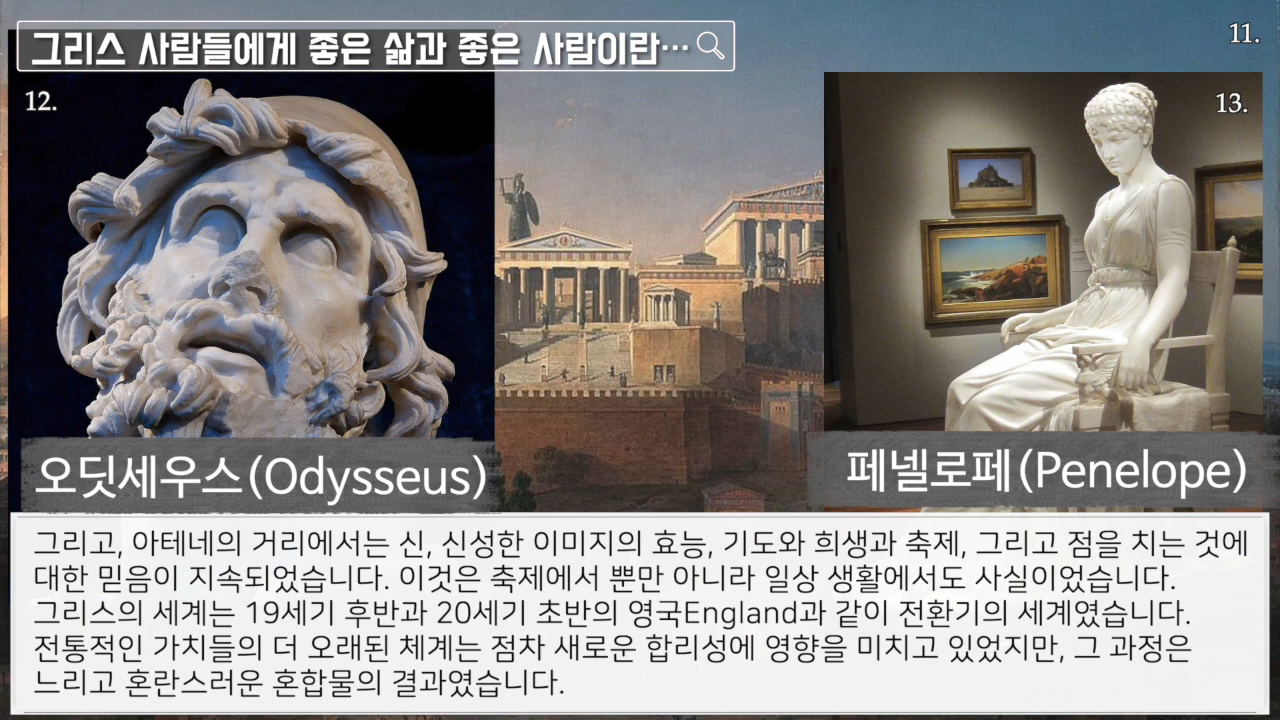 그리스 사람들에게 좋은 삶과 좋은 사람이란…
11.
12.
13.
오딧세우스(Odysseus)
페넬로페(Penelope)
그리고, 아테네의 거리에서는 신, 신성한 이미지의 효능, 기도와 희생과 축제, 그리고 점을 치는 것에
대한 믿음이 지속되었습니다. 이것은 축제에서 뿐만 아니라 일상 생활에서도 사실이었습니다.
그리스의 세계는 19세기 후반과 20세기 초반의 영국England과 같이 전환기의 세계였습니다.
전통적인 가치들의 더 오래된 체계는 점차 새로운 합리성에 영향을 미치고 있었지만, 그 과정은
느리고 혼란스러운 혼합물의 결과였습니다.